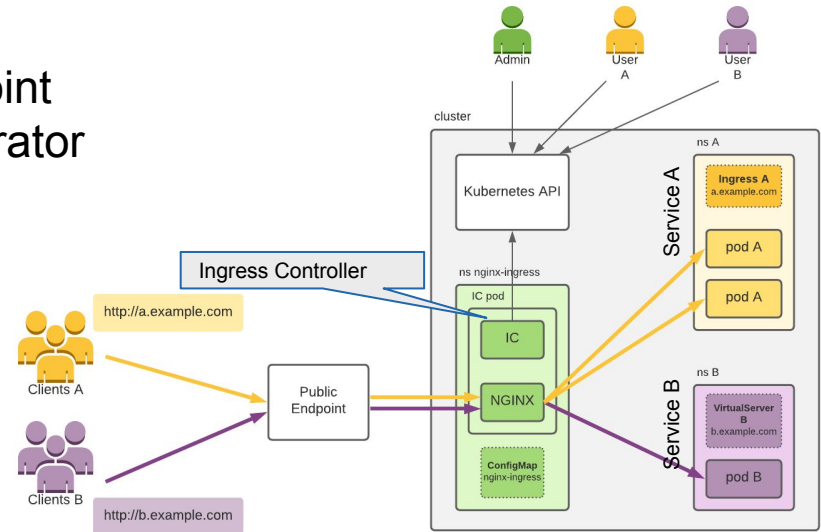 oint
rator
Admin
User
A
User
B
cluster
Kubernetes API
ns A
Ingress A
a.example.com
pod A
pod A
Service A
Ingress Controller
ns nginx-ingress
IC pod
IC
NGINX
ConfigMap
nginx-ingress
http://a.example.com
Clients A
Public
Endpoint
Clients B
http://b.example.com
ns B
VirtualServer
B
b.example.com
pod B
Service B